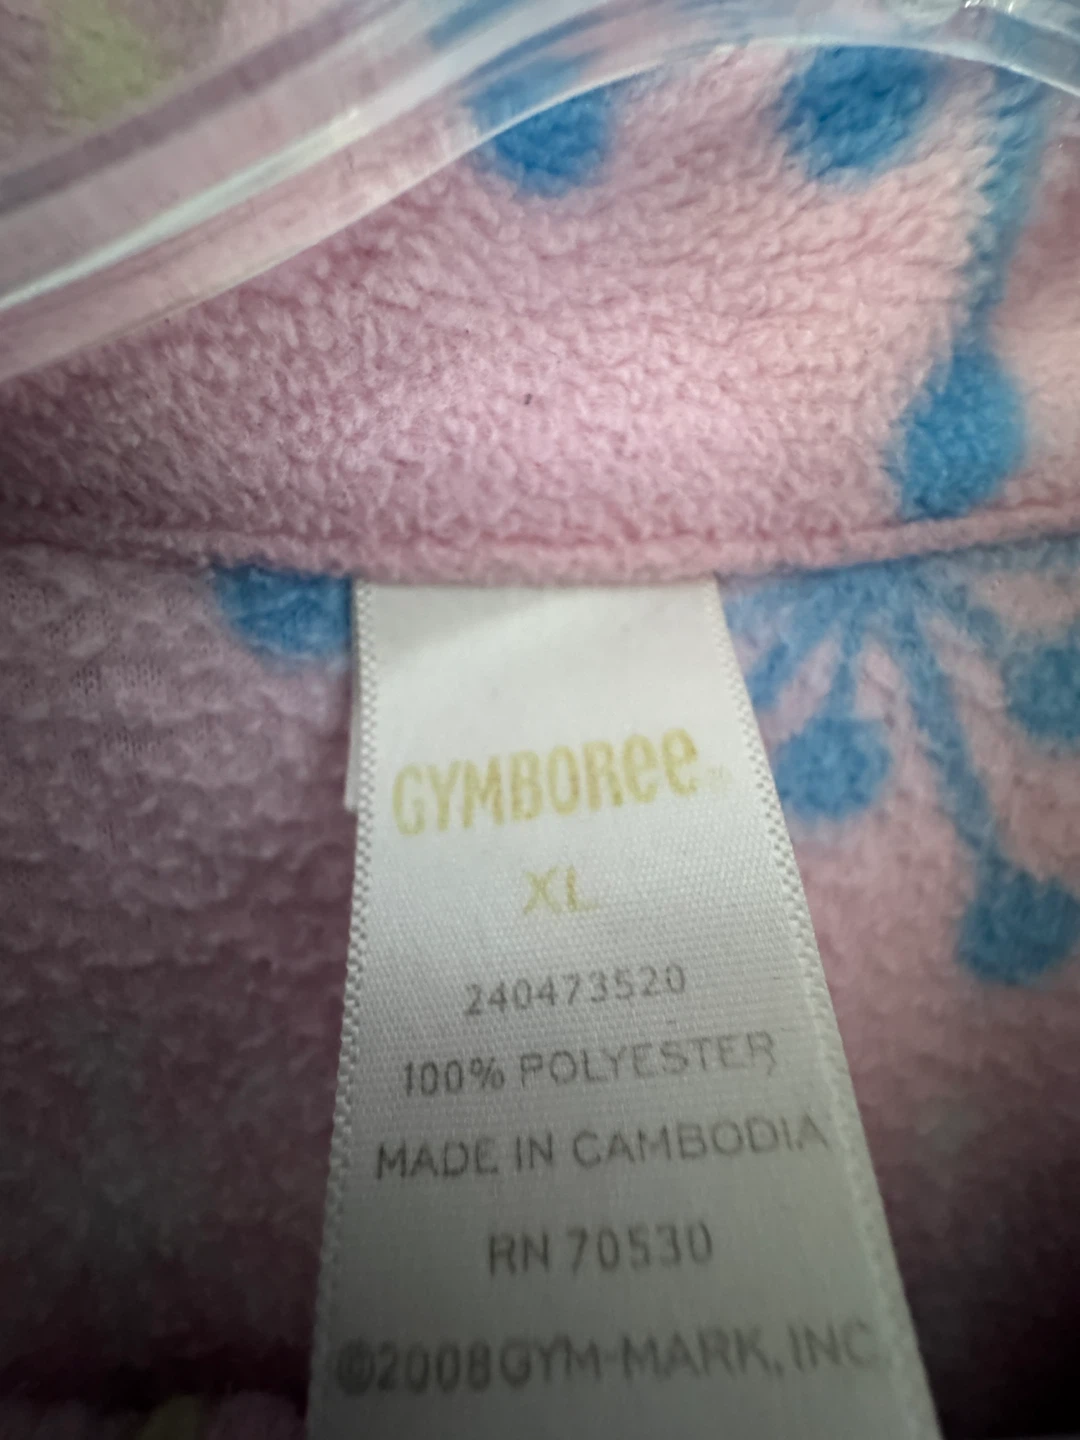 GYMBOREE
XL
240473520
100% POLYESTER
MADE IN CAMBODIA
RN 70530
©2008 GYM-MARK, INC